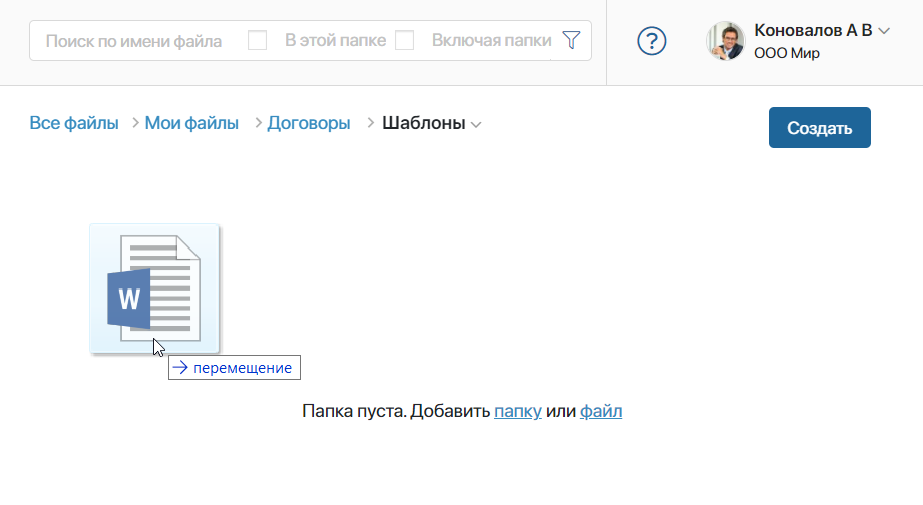 Поиск по имени файла В этой папке Включая папки
? Коновалов А В
ООО Мир
Все файлы > Мои файлы > Договоры > Шаблоны
Создать
W
→ перемещение
Папка пуста. Добавить папку или файл